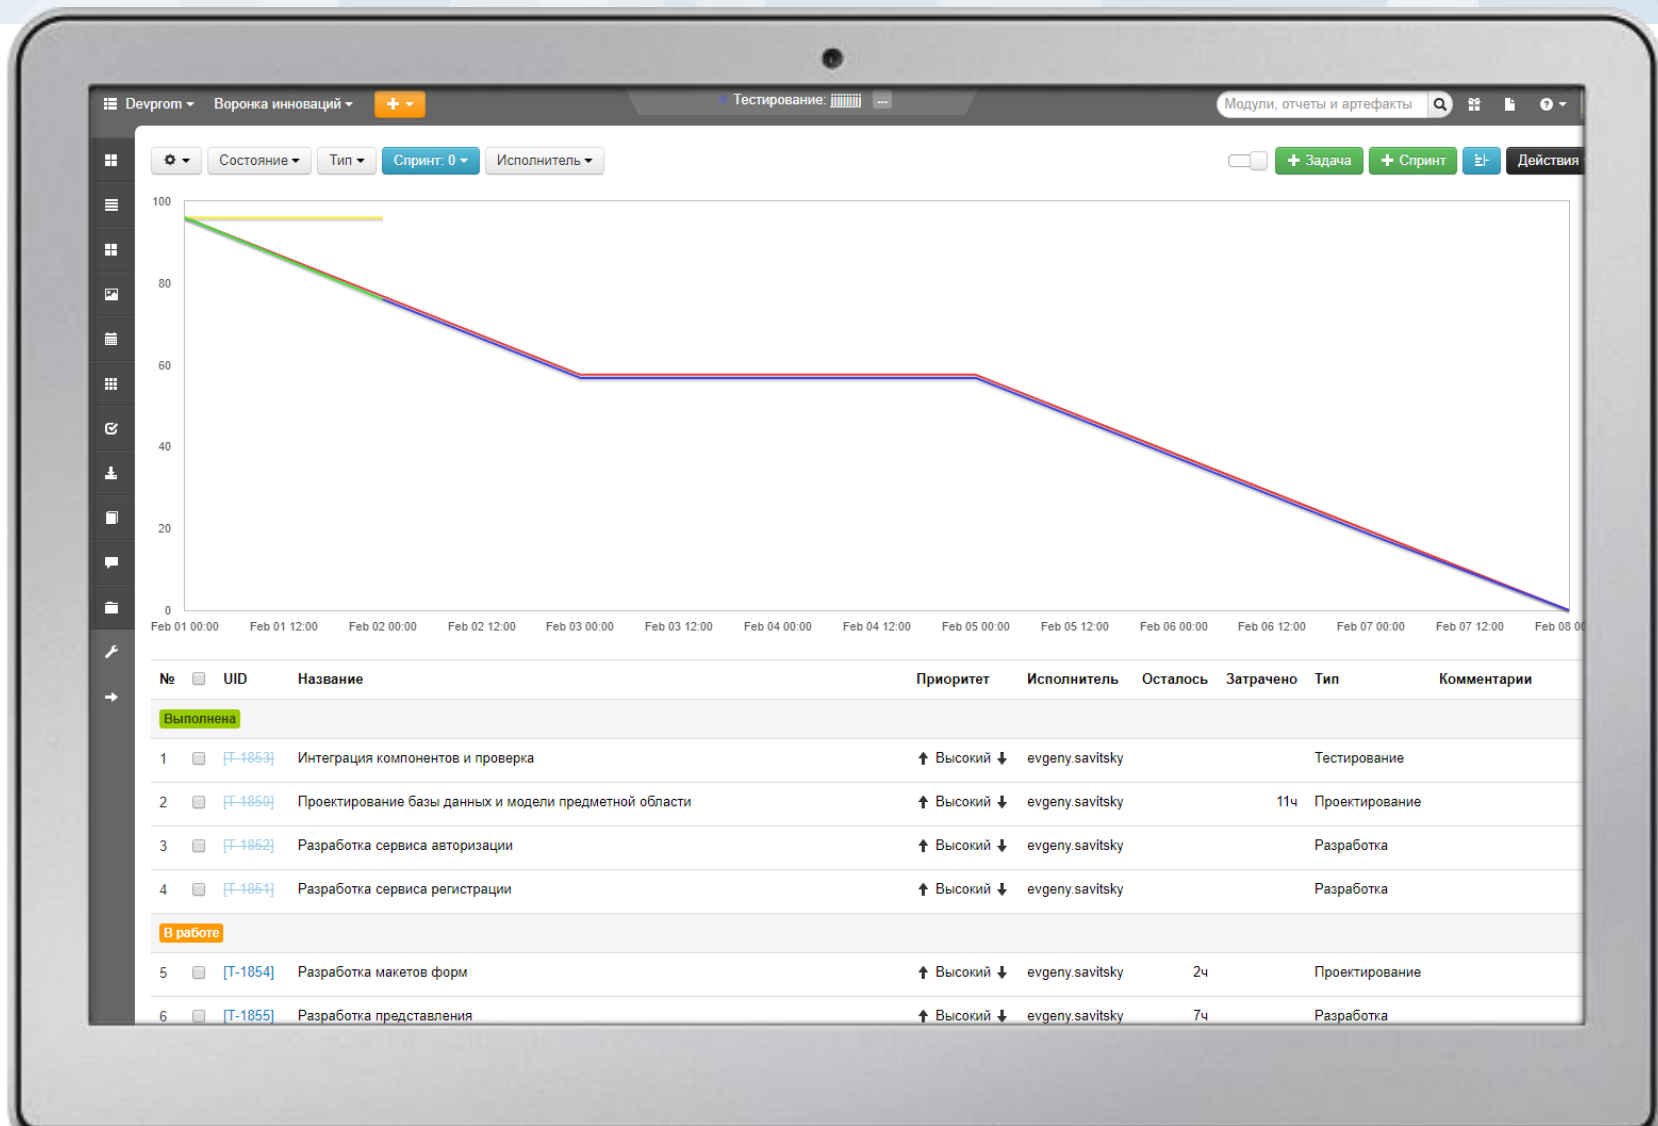 Devprom Воронка инноваций + Тестирование: jjjjjjjjj ... Модули, отчеты и артефакты
Состояние Тип Спринт: 0 Исполнитель + Задача + Спринт Действия
100
80
60
40
20
0
Feb 01 00:00 Feb 01 12:00 Feb 02 00:00 Feb 02 12:00 Feb 03 00:00 Feb 03 12:00 Feb 04 00:00 Feb 04 12:00 Feb 05 00:00 Feb 05 12:00 Feb 06 00:00 Feb 06 12:00 Feb 07 00:00 Feb 07 12:00 Feb 08 00
№ UID Название Приоритет Исполнитель Осталось Затрачено Тип Комментарии
Выполнена
1 [T-1853] Интеграция компонентов и проверка Высокий evgeny.savitsky Тестирование
2 [T-1850] Проектирование базы данных и модели предметной области Высокий evgeny.savitsky 11ч Проектирование
3 [T-1852] Разработка сервиса авторизации Высокий evgeny.savitsky Разработка
4 [T-1851] Разработка сервиса регистрации Высокий evgeny.savitsky Разработка
В работе
5 [T-1854] Разработка макетов форм Высокий evgeny.savitsky 2ч Проектирование
6 [T-1855] Разработка представления Высокий evgeny.savitsky 7ч Разработка